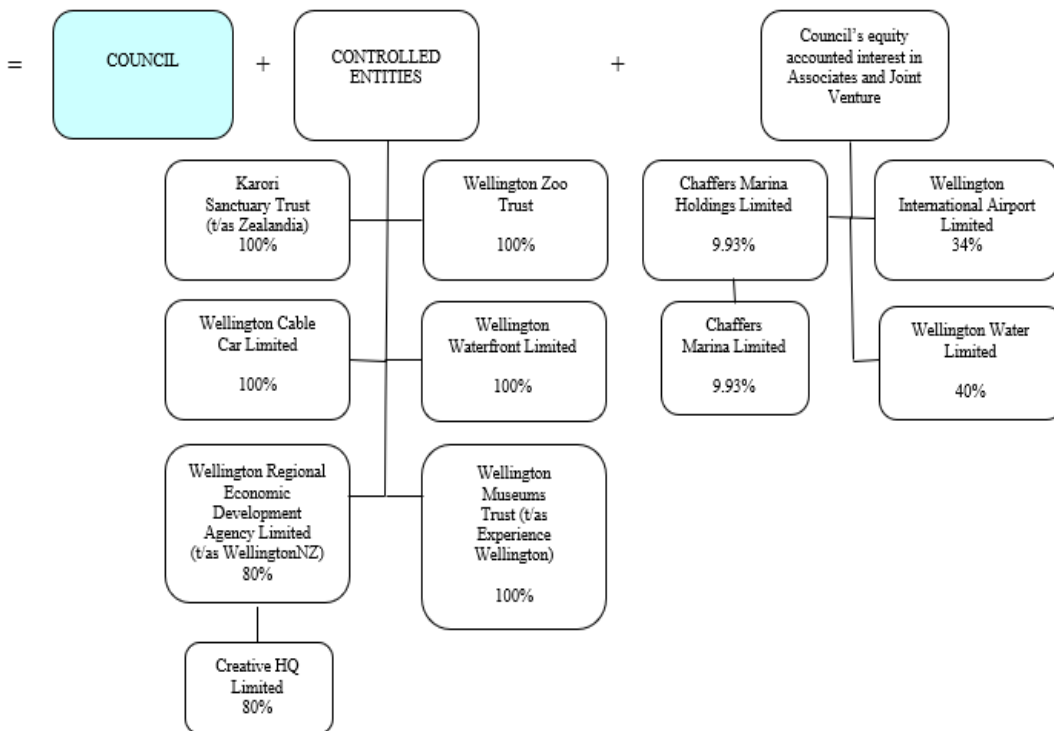 =
COUNCIL
+
CONTROLLED
ENTITIES
+
Council’s equity
accounted interest in
Associates and Joint
Venture
Karori
Sanctuary Trust
(t/as Zealandia)
100%
Wellington Zoo
Trust
100%
Chaffers Marina
Holdings Limited
9.93%
Wellington
International Airport
Limited
34%
Wellington Cable
Car Limited
100%
Wellington
Waterfront Limited
100%
Chaffers
Marina Limited
9.93%
Wellington Water
Limited
40%
Wellington Regional
Economic
Development
Agency Limited
(t/as WellingtonNZ)
80%
Wellington
Museums
Trust (t/as
Experience
Wellington)
100%
Creative HQ
Limited
80%